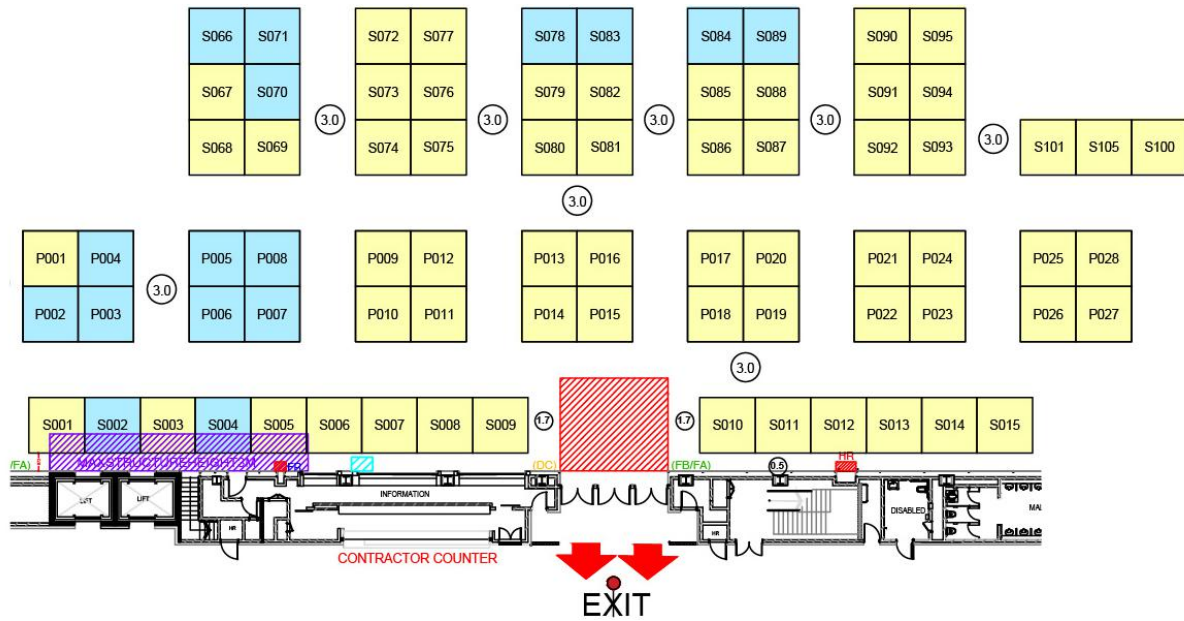 S066 S071 S072 S077 S078 S083 S084 S089 S090 S095
S067 S070 S073 S076 S079 S082 S085 S088 S091 S094
3.0 3.0 3.0 3.0 3.0
S068 S069 S074 S075 S080 S081 S086 S087 S092 S093 S101 S105 S100
3.0
P001 P004 P005 P008 P009 P012 P013 P016 P017 P020 P021 P024 P025 P028
3.0
P002 P003 P006 P007 P010 P011 P014 P015 P018 P019 P022 P023 P026 P027
3.0
S001 S002 S003 S004 S005 S006 S007 S008 S009 1.7 1.7 S010 S011 S012 S013 S014 S015
/FA) MAXSTRUCTUREHEIGHT2M FR (DC) (FB/FA) 0.5 HR
LIFT LIFT INFORMATION DISABLED MAL
HR HR
CONTRACTOR COUNTER
EXIT